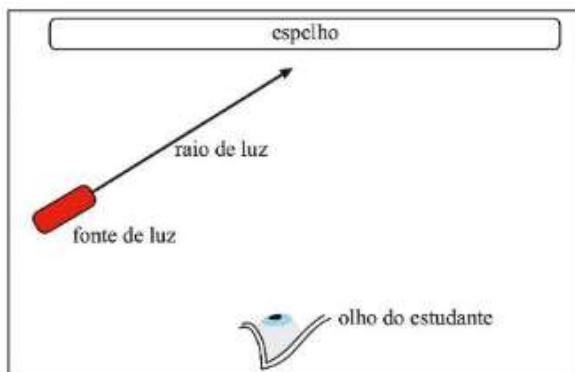 espelho
raio de luz
fonte de luz
olho do estudante